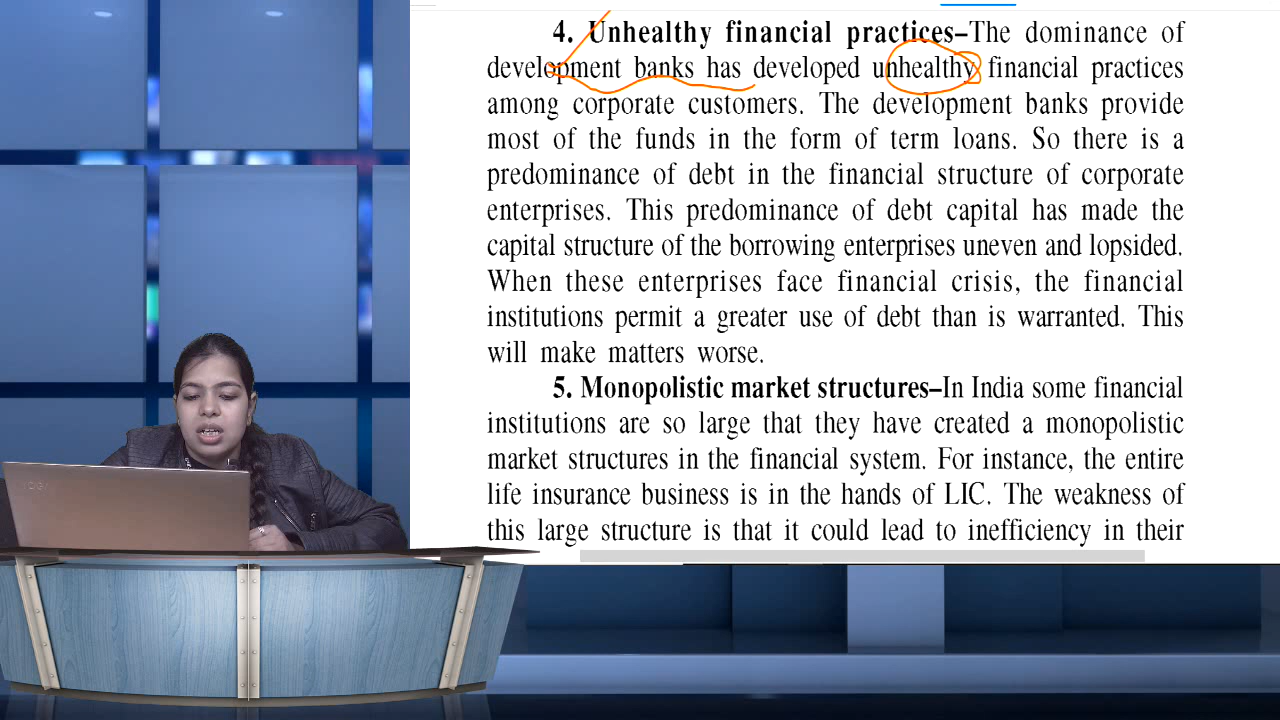 4. Unhealthy financial practices–The dominance of
development banks has developed unhealthy financial practices
among corporate customers. The development banks provide
most of the funds in the form of term loans. So there is a
predominance of debt in the financial structure of corporate
enterprises. This predominance of debt capital has made the
capital structure of the borrowing enterprises uneven and lopsided.
When these enterprises face financial crisis, the financial
institutions permit a greater use of debt than is warranted. This
will make matters worse.
5. Monopolistic market structures–In India some financial
institutions are so large that they have created a monopolistic
market structures in the financial system. For instance, the entire
life insurance business is in the hands of LIC. The weakness of
this large structure is that it could lead to inefficiency in their